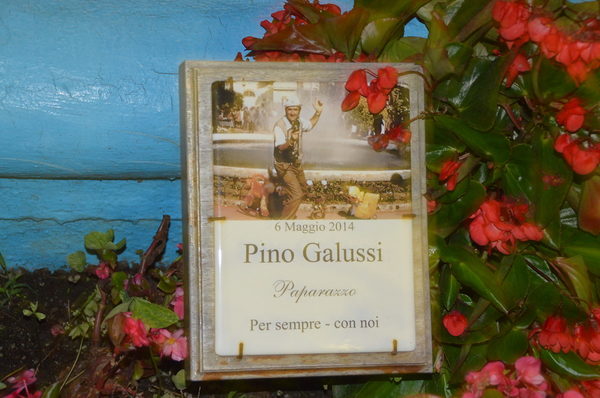 6 Maggio 2014
Pino Galussi
Paparazzo
Per sempre - con noi